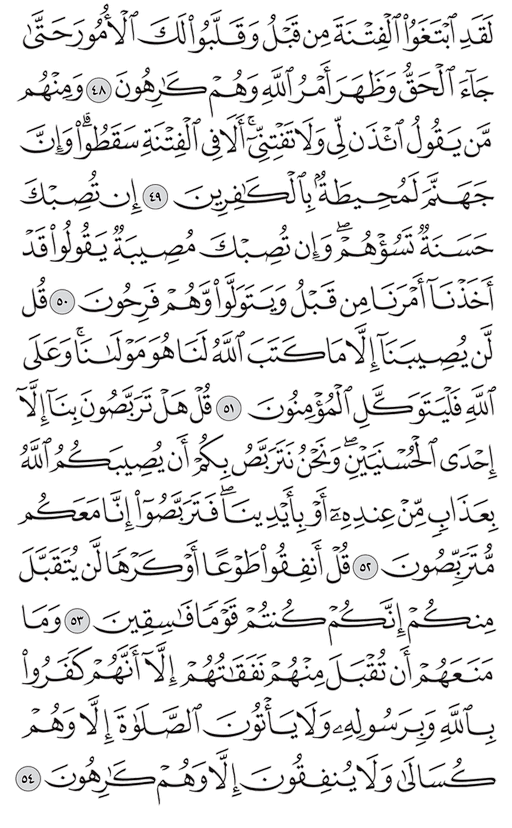 لَقَدِ ٱبْتَغَوُا۟ ٱلْفِتْنَةَ مِن قَبْلُ وَقَلَّبُوا۟ لَكَ ٱلْأُمُورَ حَتَّىٰ
جَآءَ ٱلْحَقُّ وَظَهَرَ أَمْرُ ٱللَّهِ وَهُمْ كَٰرِهُونَ ٤٨ وَمِنْهُم
مَّن يَقُولُ ٱئْذَن لِّى وَلَا تَفْتِنِّىٓ ۚ أَلَا فِى ٱلْفِتْنَةِ سَقَطُوا۟ ۗ وَإِنَّ
جَهَنَّمَ لَمُحِيطَةٌۢ بِٱلْكَٰفِرِينَ ٤٩ إِن تُصِبْكَ
حَسَنَةٌ تَسُؤْهُمْ ۖ وَإِن تُصِبْكَ مُصِيبَةٌ يَقُولُوا۟ قَدْ
أَخَذْنَآ أَمْرَنَا مِن قَبْلُ وَيَتَوَلَّوا۟ وَّهُمْ فَرِحُونَ ٥٠ قُل
لَّن يُصِيبَنَآ إِلَّا مَا كَتَبَ ٱللَّهُ لَنَا هُوَ مَوْلَىٰنَا ۚ وَعَلَى
ٱللَّهِ فَلْيَتَوَكَّلِ ٱلْمُؤْمِنُونَ ٥١ قُلْ هَلْ تَرَبَّصُونَ بِنَآ إِلَّآ
إِحْدَى ٱلْحُسْنَيَيْنِ ۖ وَنَحْنُ نَتَرَبَّصُ بِكُمْ أَن يُصِيبَكُمُ ٱللَّهُ
بِعَذَابٍ مِّنْ عِندِهِۦٓ أَوْ بِأَيْدِينَا ۖ فَتَرَبَّصُوٓا۟ إِنَّا مَعَكُم
مُّتَرَبِّصُونَ ٥٢ قُلْ أَنفِقُوا۟ طَوْعًا أَوْ كَرْهًا لَّن يُتَقَبَّلَ
مِنكُمْ إِنَّكُمْ كُنتُمْ قَوْمًا فَٰسِقِينَ ٥٣ وَمَا
مَنَعَهُمْ أَن تُقْبَلَ مِنْهُمْ نَفَقَٰتُهُمْ إِلَّآ أَنَّهُمْ كَفَرُوا۟
بِٱللَّهِ وَبِرَسُولِهِۦ وَلَا يَأْتُونَ ٱلصَّلَوٰةَ إِلَّا وَهُمْ
كُسَالَىٰ وَلَا يُنفِقُونَ إِلَّا وَهُمْ كَٰرِهُونَ ٥٤